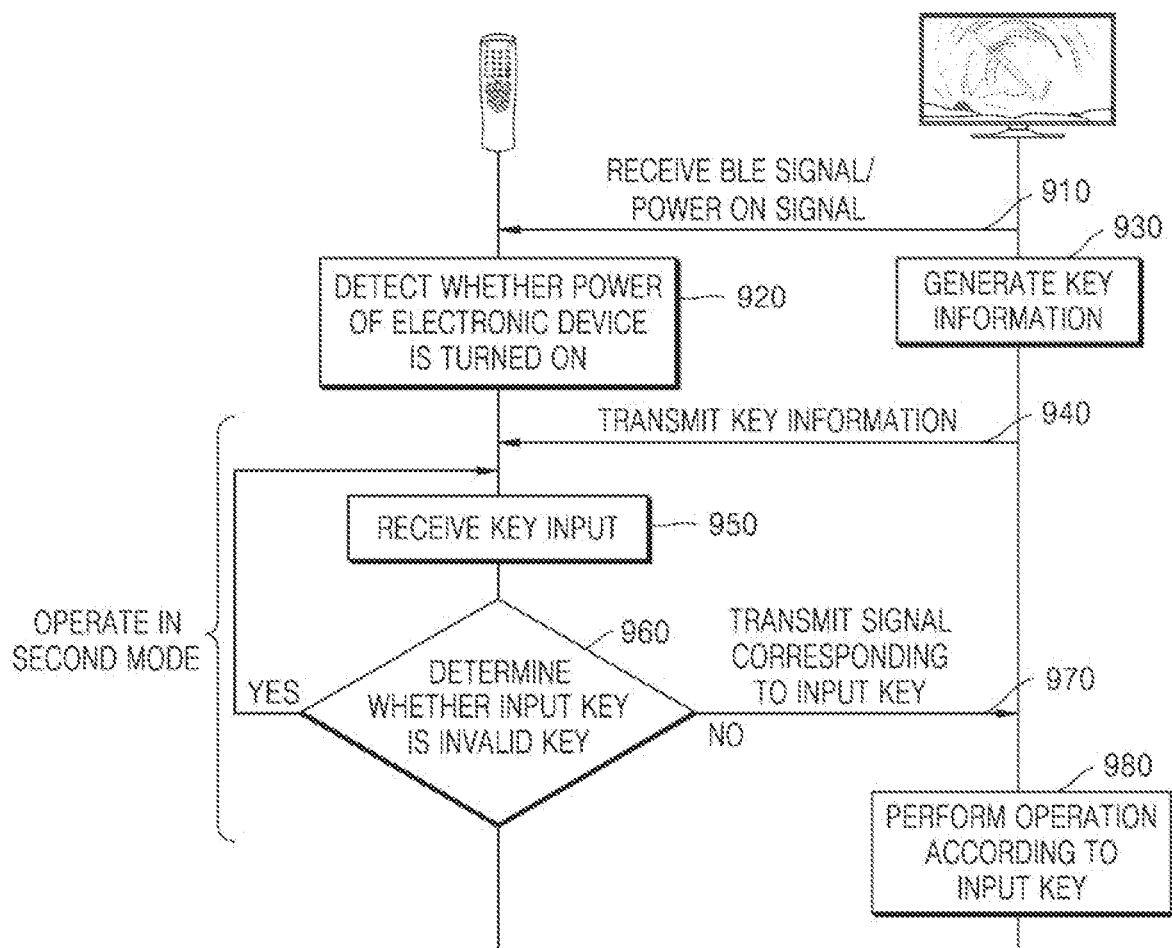 RECEIVE BLE SIGNAL/
POWER ON SIGNAL
910
930
DETECT WHETHER POWER
OF ELECTRONIC DEVICE
IS TURNED ON
920
GENERATE KEY
INFORMATION
TRANSMIT KEY INFORMATION
940
RECEIVE KEY INPUT
950
OPERATE IN
SECOND MODE
960
DETERMINE
WHETHER INPUT KEY
IS INVALID KEY
YES
NO
TRANSMIT SIGNAL
CORRESPONDING
TO INPUT KEY
970
980
PERFORM OPERATION
ACCORDING TO
INPUT KEY